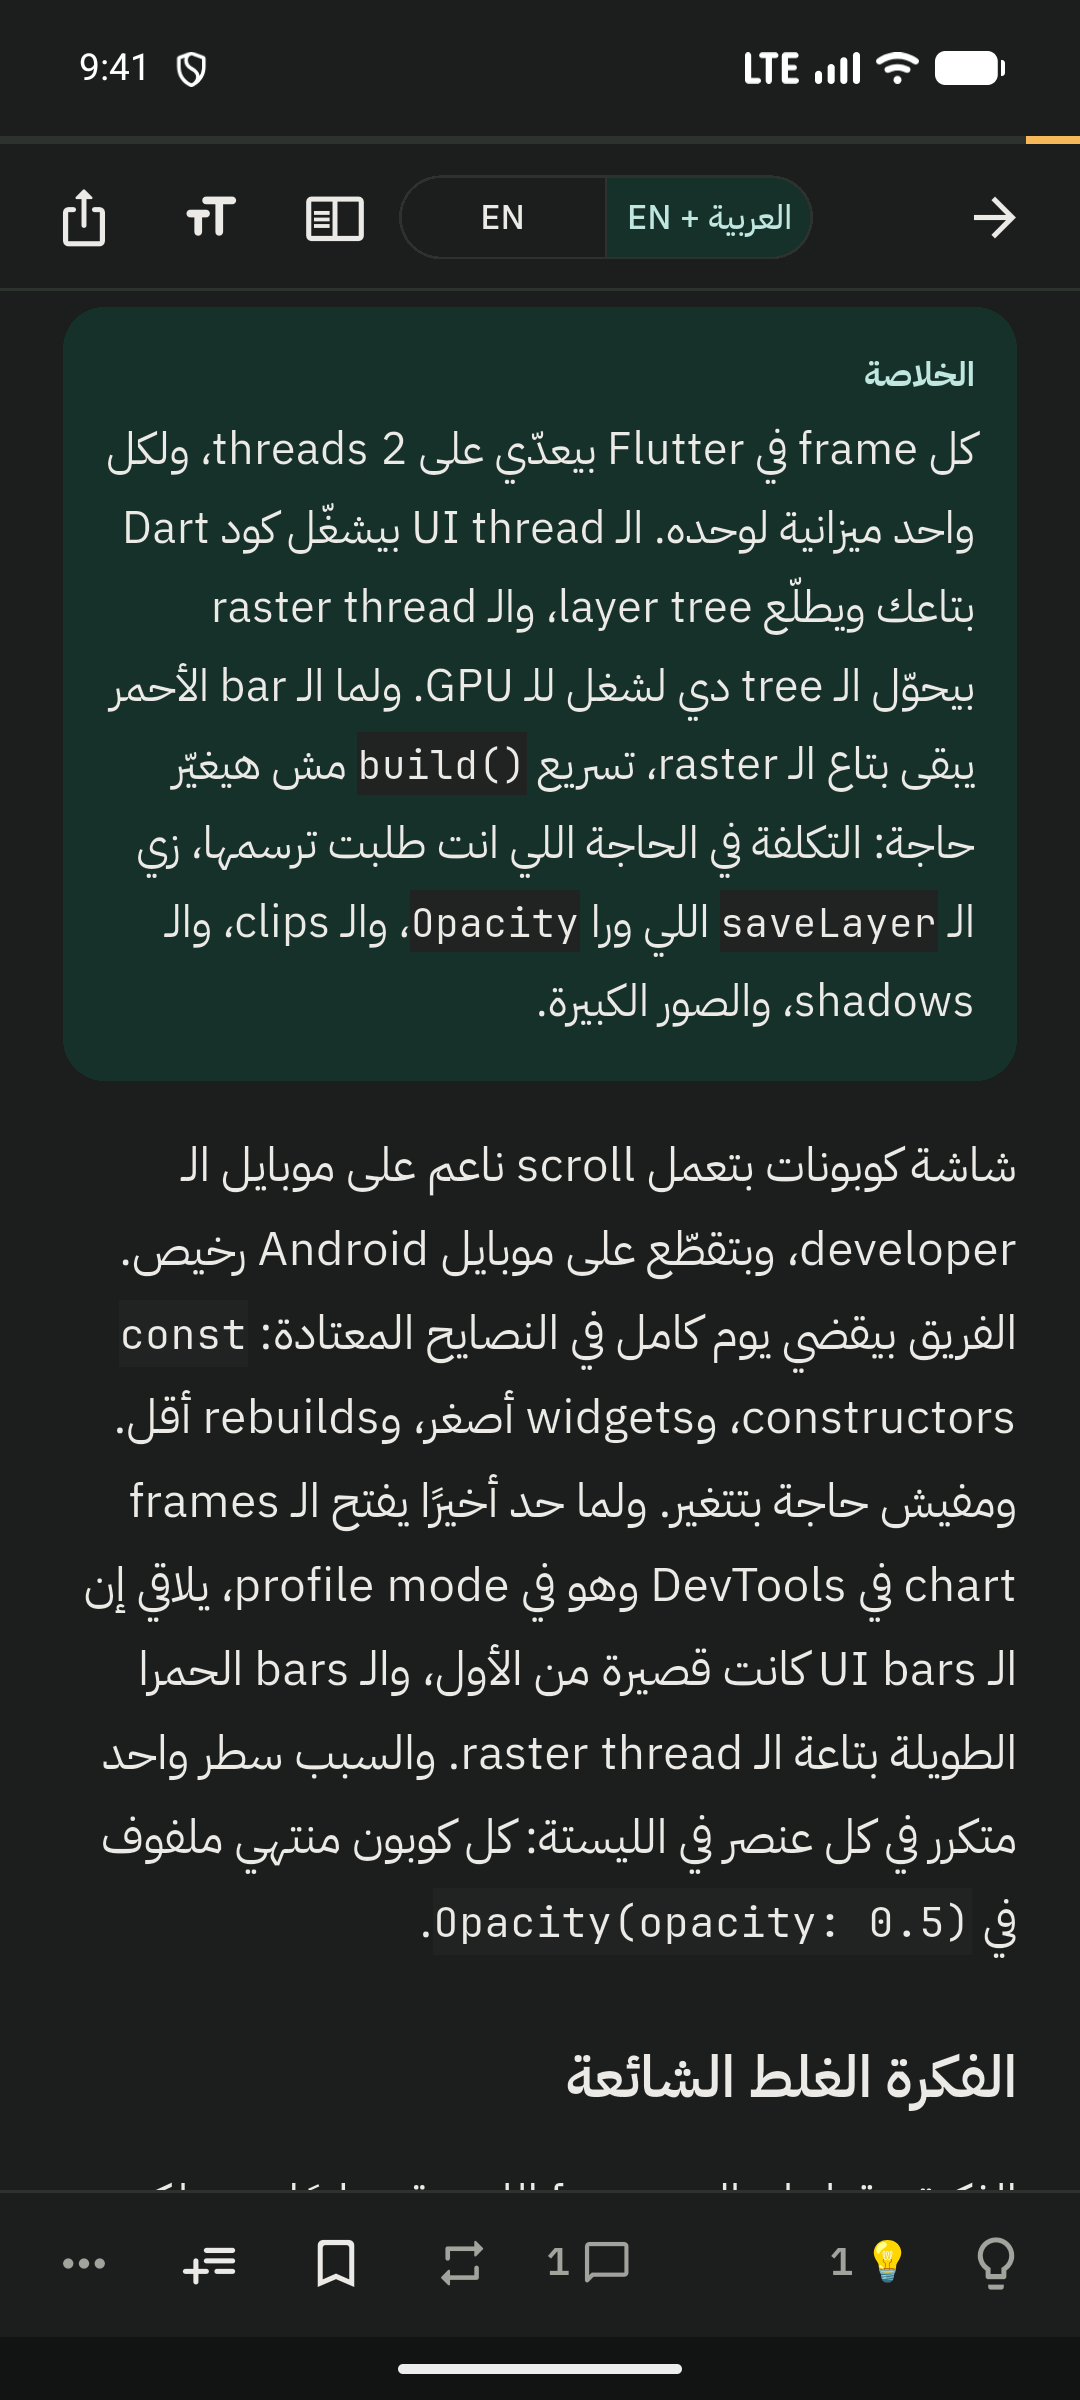 9:41
LTE
EN
EN + العربية
الخلاصة
كل frame في Flutter بيعدّي على 2 threads، ولكل
واحد ميزانية لوحده. الـ UI thread بيشغّل كود Dart
بتاعك ويطلّع layer tree، والـ raster thread
بيحوّل الـ tree دي لشغل للـ GPU. ولما الـ bar الأحمر
يبقى بتاع الـ raster، تسريع build() مش هيغيّر
حاجة: التكلفة في الحاجة اللي انت طلبت ترسمها، زي
الـ saveLayer اللي ورا Opacity، والـ clips، والـ
shadows، والصور الكبيرة.
شاشة كوبونات بتعمل scroll ناعم على موبايل الـ
developer، وبتقطّع على موبايل Android رخيص.
الفريق بيقضي يوم كامل في النصايح المعتادة: const
constructors، وwidgets أصغر، وrebuilds أقل.
ومفيش حاجة بتتغير. ولما حد أخيرًا يفتح الـ frames
chart في DevTools وهو في profile mode، يلاقي إن
الـ UI bars كانت قصيرة من الأول، والـ bars الحمرا
الطويلة بتاعة الـ raster thread. والسبب سطر واحد
متكرر في كل عنصر في الليستة: كل كوبون منتهي ملفوف
في Opacity(opacity: 0.5).
الفكرة الغلط الشائعة
1
1